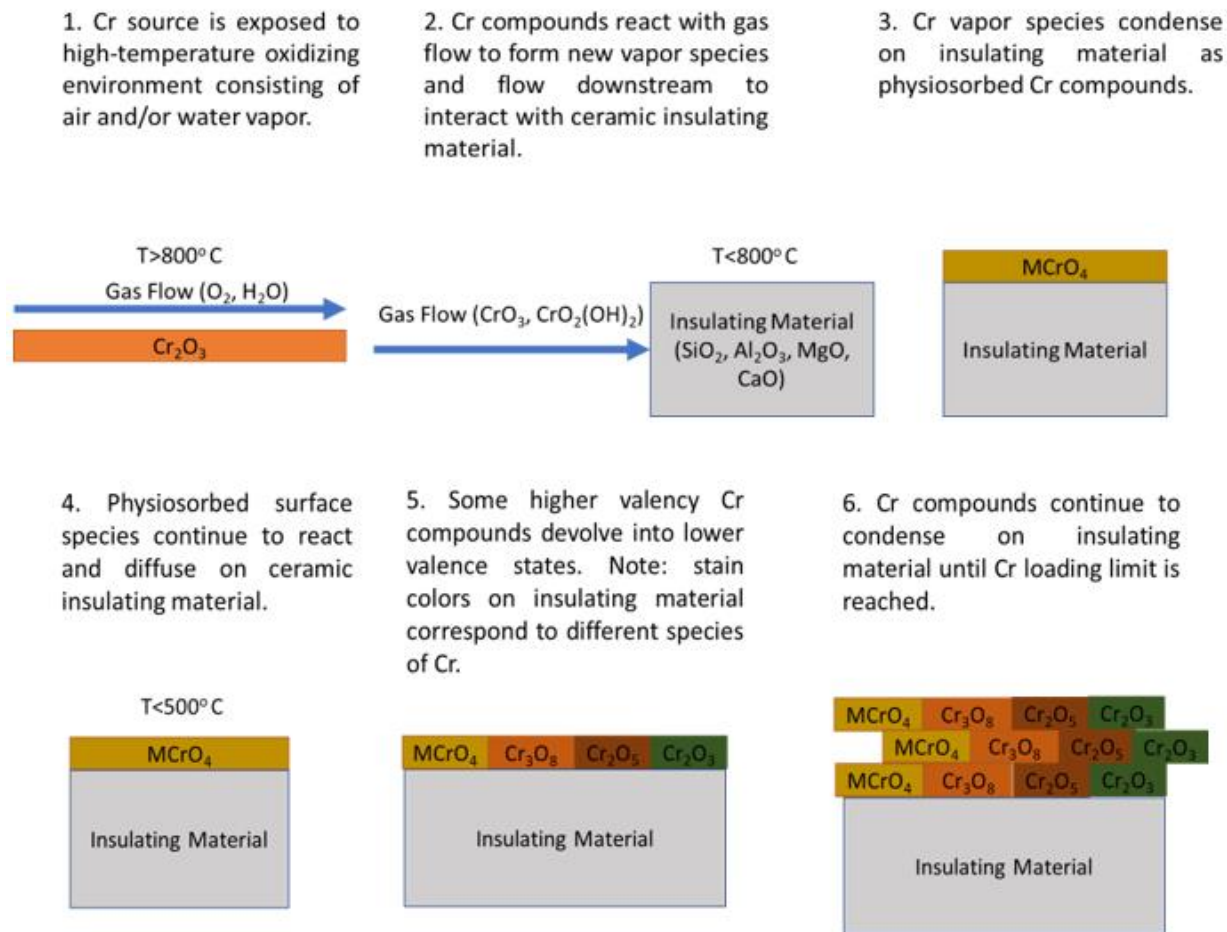 1. Cr source is exposed to
high-temperature oxidizing
environment consisting of
air and/or water vapor.
2. Cr compounds react with gas
flow to form new vapor species
and flow downstream to
interact with ceramic insulating
material.
3. Cr vapor species condense
on insulating material as
physiosorbed Cr compounds.
T>800°C
Gas Flow (O₂, H₂O)
Cr₂O₃
Gas Flow (CrO₃, CrO₂(OH)₂)
T<800°C
Insulating Material
(SiO₂, Al₂O₃, MgO,
CaO)
MCrO₄
Insulating Material
4. Physiosorbed surface
species continue to react
and diffuse on ceramic
insulating material.
5. Some higher valency Cr
compounds devolve into lower
valence states. Note: stain
colors on insulating material
correspond to different species
of Cr.
6. Cr compounds continue to
condense on insulating
material until Cr loading limit is
reached.
T<500°C
MCrO₄
Insulating Material
MCrO₄ Cr₃O₈ Cr₂O₅ Cr₂O₃
Insulating Material
MCrO₄ Cr₃O₈ Cr₂O₅ Cr₂O₃
MCrO₄ Cr₃O₈ Cr₂O₅ Cr₂O₃
MCrO₄ Cr₃O₈ Cr₂O₅ Cr₂O₃
Insulating Material